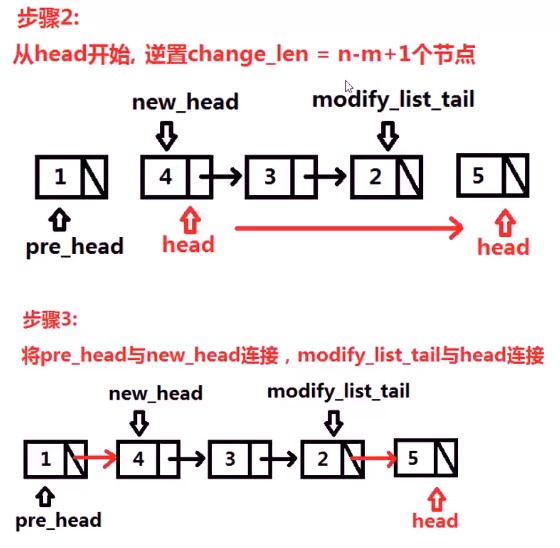 步骤2:
从head开始, 逆置change_len = n-m+1个节点
new_head
modify_list_tail
1 4 3 2 5
pre_head head head
步骤3:
将pre_head与new_head连接，modify_list_tail与head连接
new_head modify_list_tail
1 4 3 2 5
pre_head head